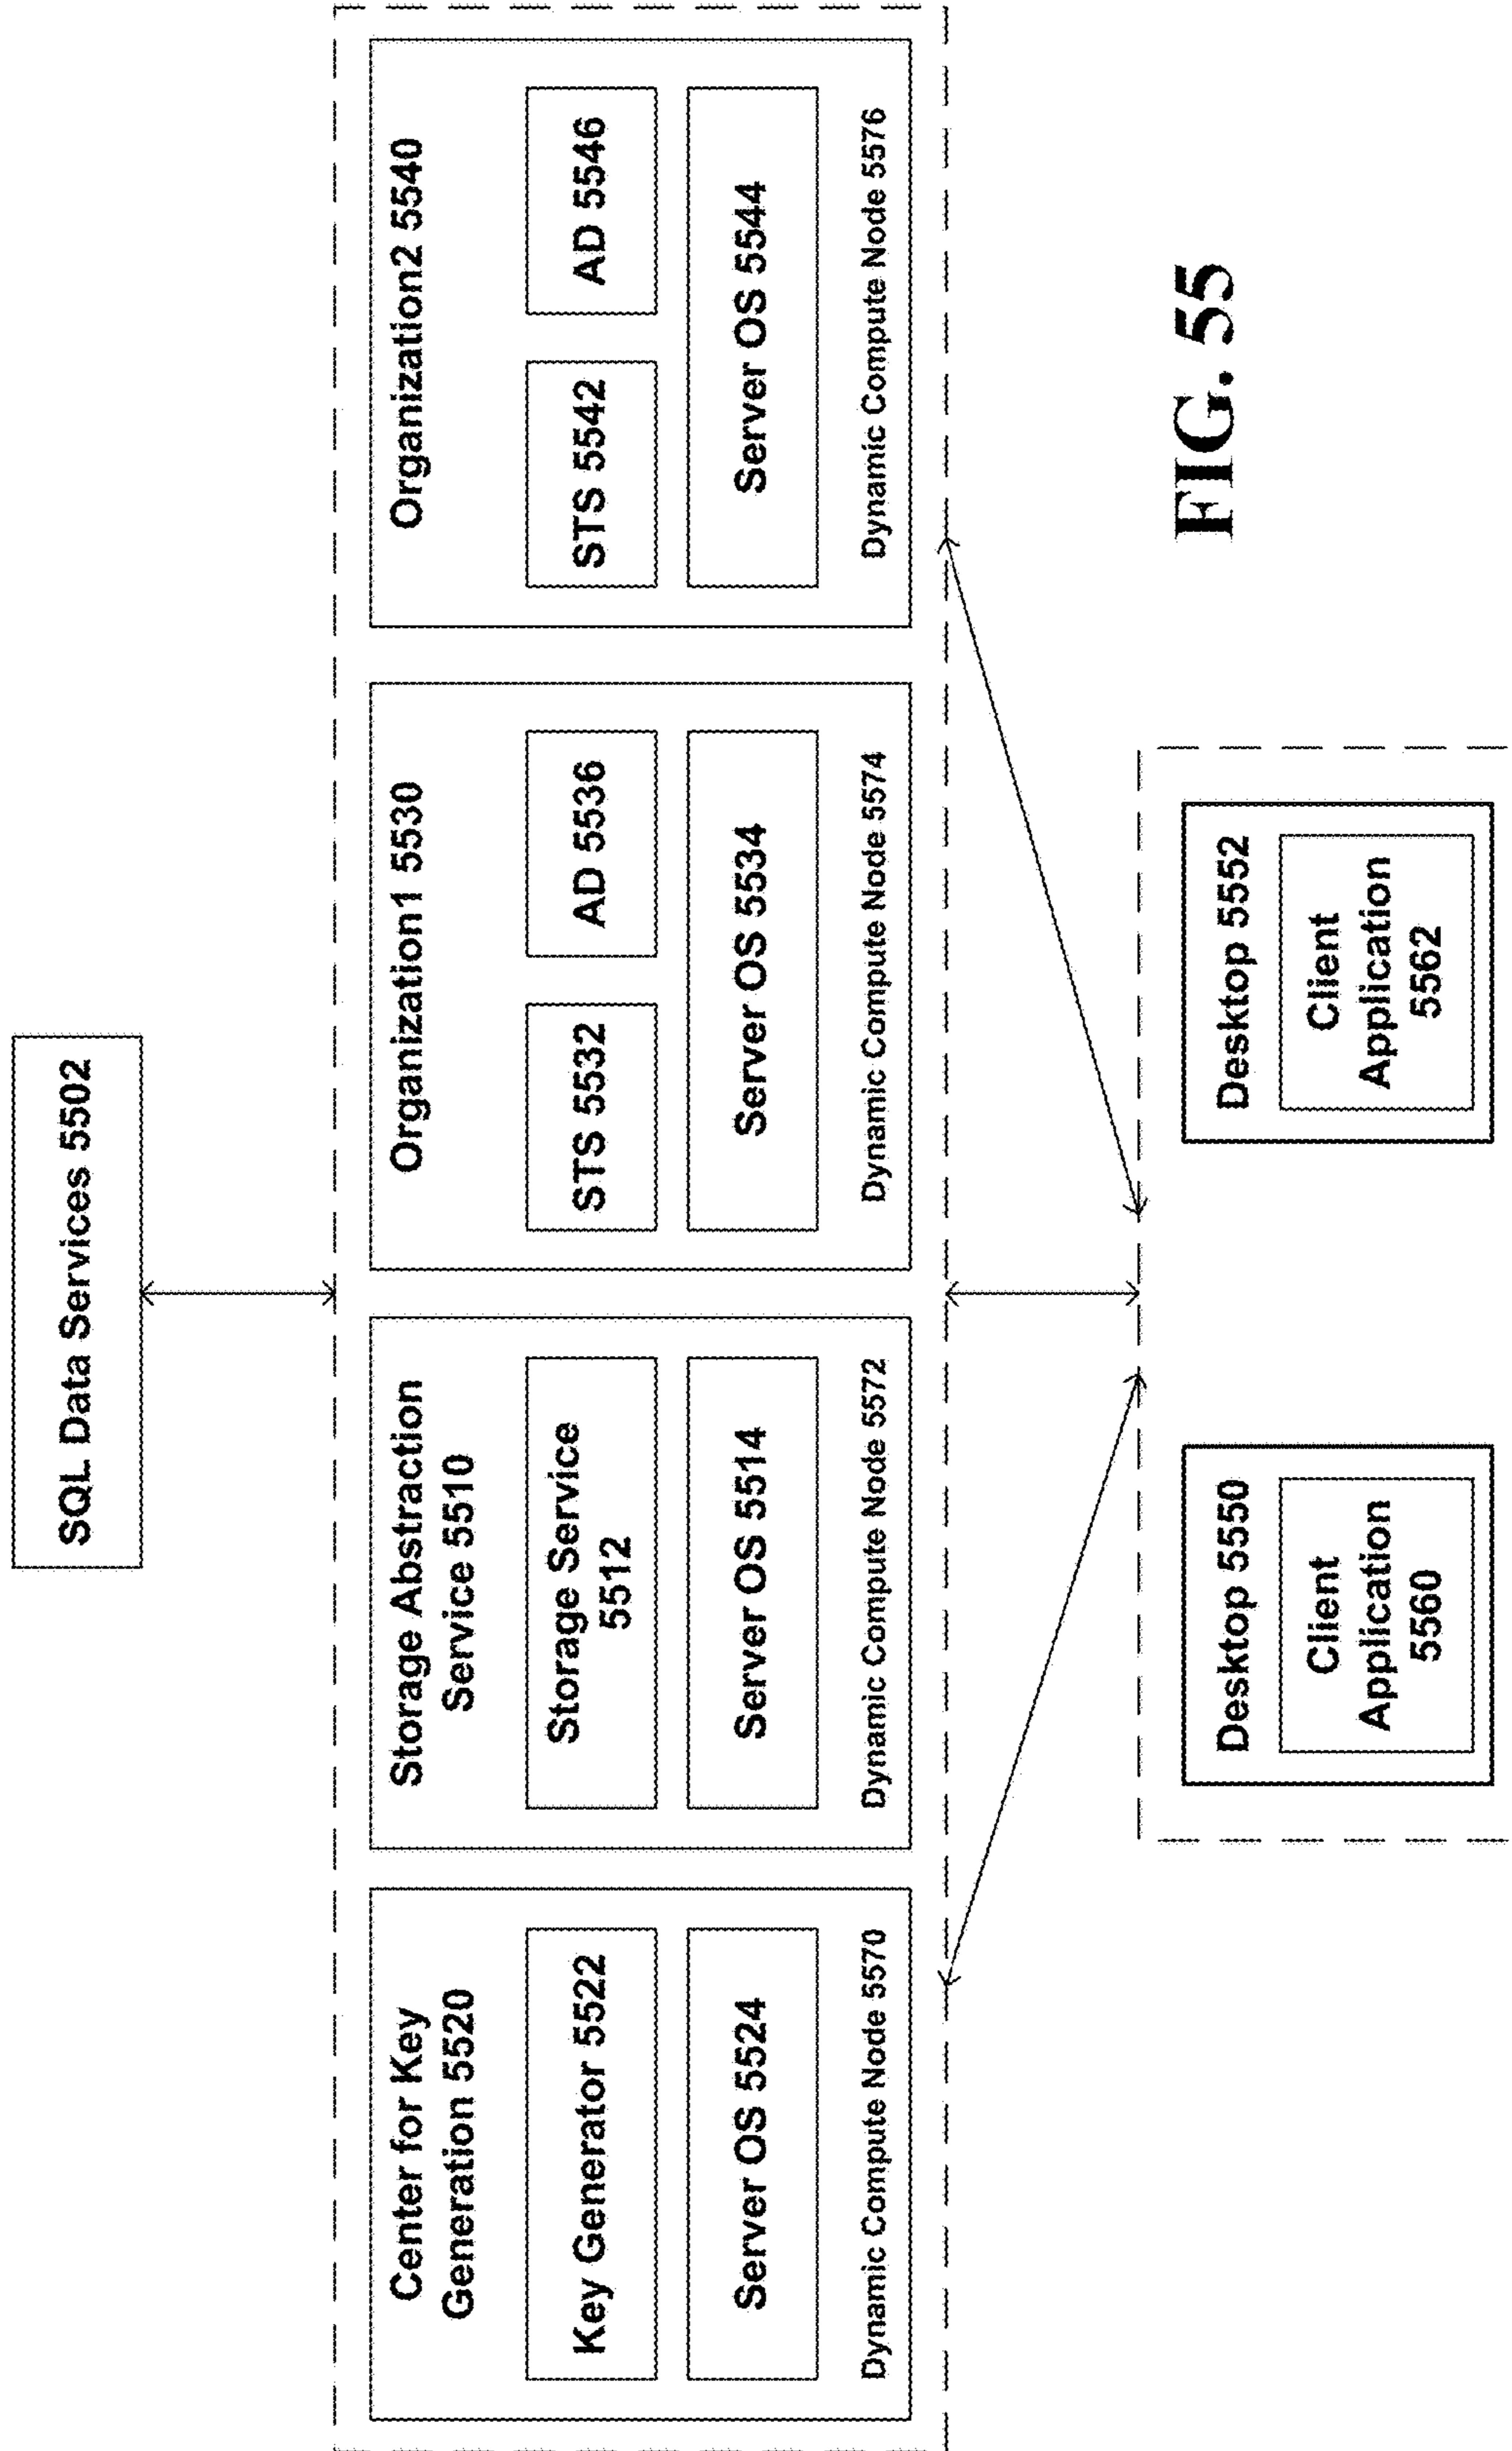 SQL Data Services 5502
Center for Key
Generation 5520
Key Generator 5522
Server OS 5524
Dynamic Compute Node 5570
Storage Abstraction
Service 5510
Storage Service
5512
Server OS 5514
Dynamic Compute Node 5572
Organization1 5530
STS 5532
AD 5536
Server OS 5534
Dynamic Compute Node 5574
Organization2 5540
STS 5542
AD 5546
Server OS 5544
Dynamic Compute Node 5576
Desktop 5550
Client
Application
5560
Desktop 5552
Client
Application
5562
FIG. 55